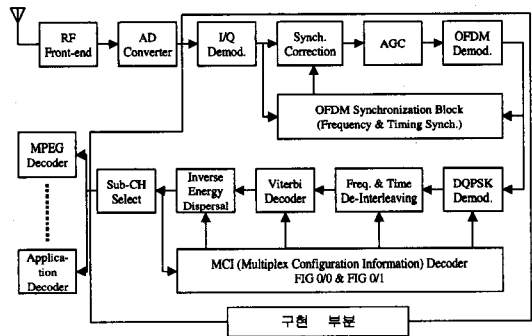 RF
Front-end
AD
Converter
I/Q
Demod.
Synch.
Correction
AGC
OFDM
Demod.
OFDM Synchronization Block
(Frequency & Timing Synch.)
MPEG
Decoder
Sub-CH
Select
Inverse
Energy
Dispersal
Viterbi
Decoder
Freq. & Time
De-Interleaving
DQPSK
Demod.
Applica-
tion
Decoder
MCI (Multiplex Configuration Information) Decoder
FIG 0/0 & FIG 0/1
구현 부분